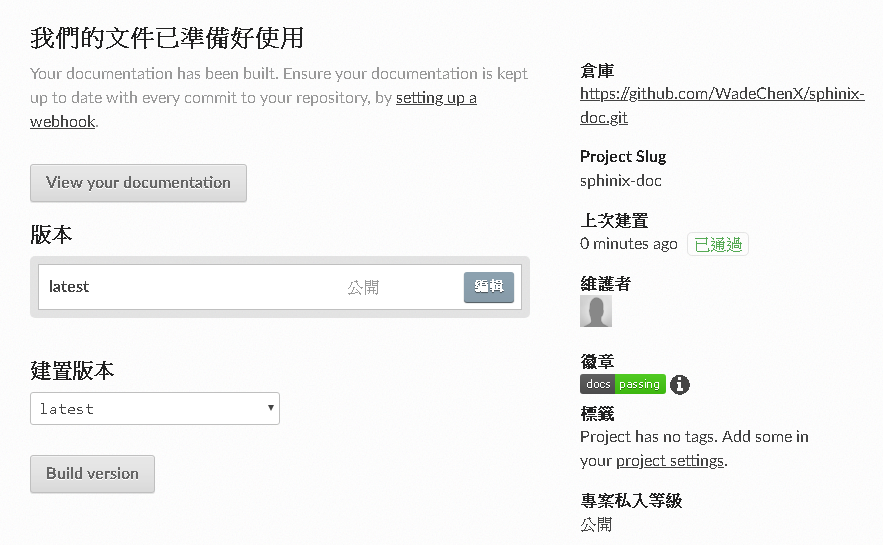 我們的文件已準備好使用
Your documentation has been built. Ensure your documentation is kept
up to date with every commit to your repository, by setting up a
webhook.
View your documentation
版本
latest 公開 編輯
建置版本
latest
Build version
倉庫
https://github.com/WadeChenX/sphinix-
doc.git
Project Slug
sphinix-doc
上次建置
0 minutes ago 已通過
維護者
徽章
docs passing
標籤
Project has no tags. Add some in
your project settings.
專案私入等級
公開